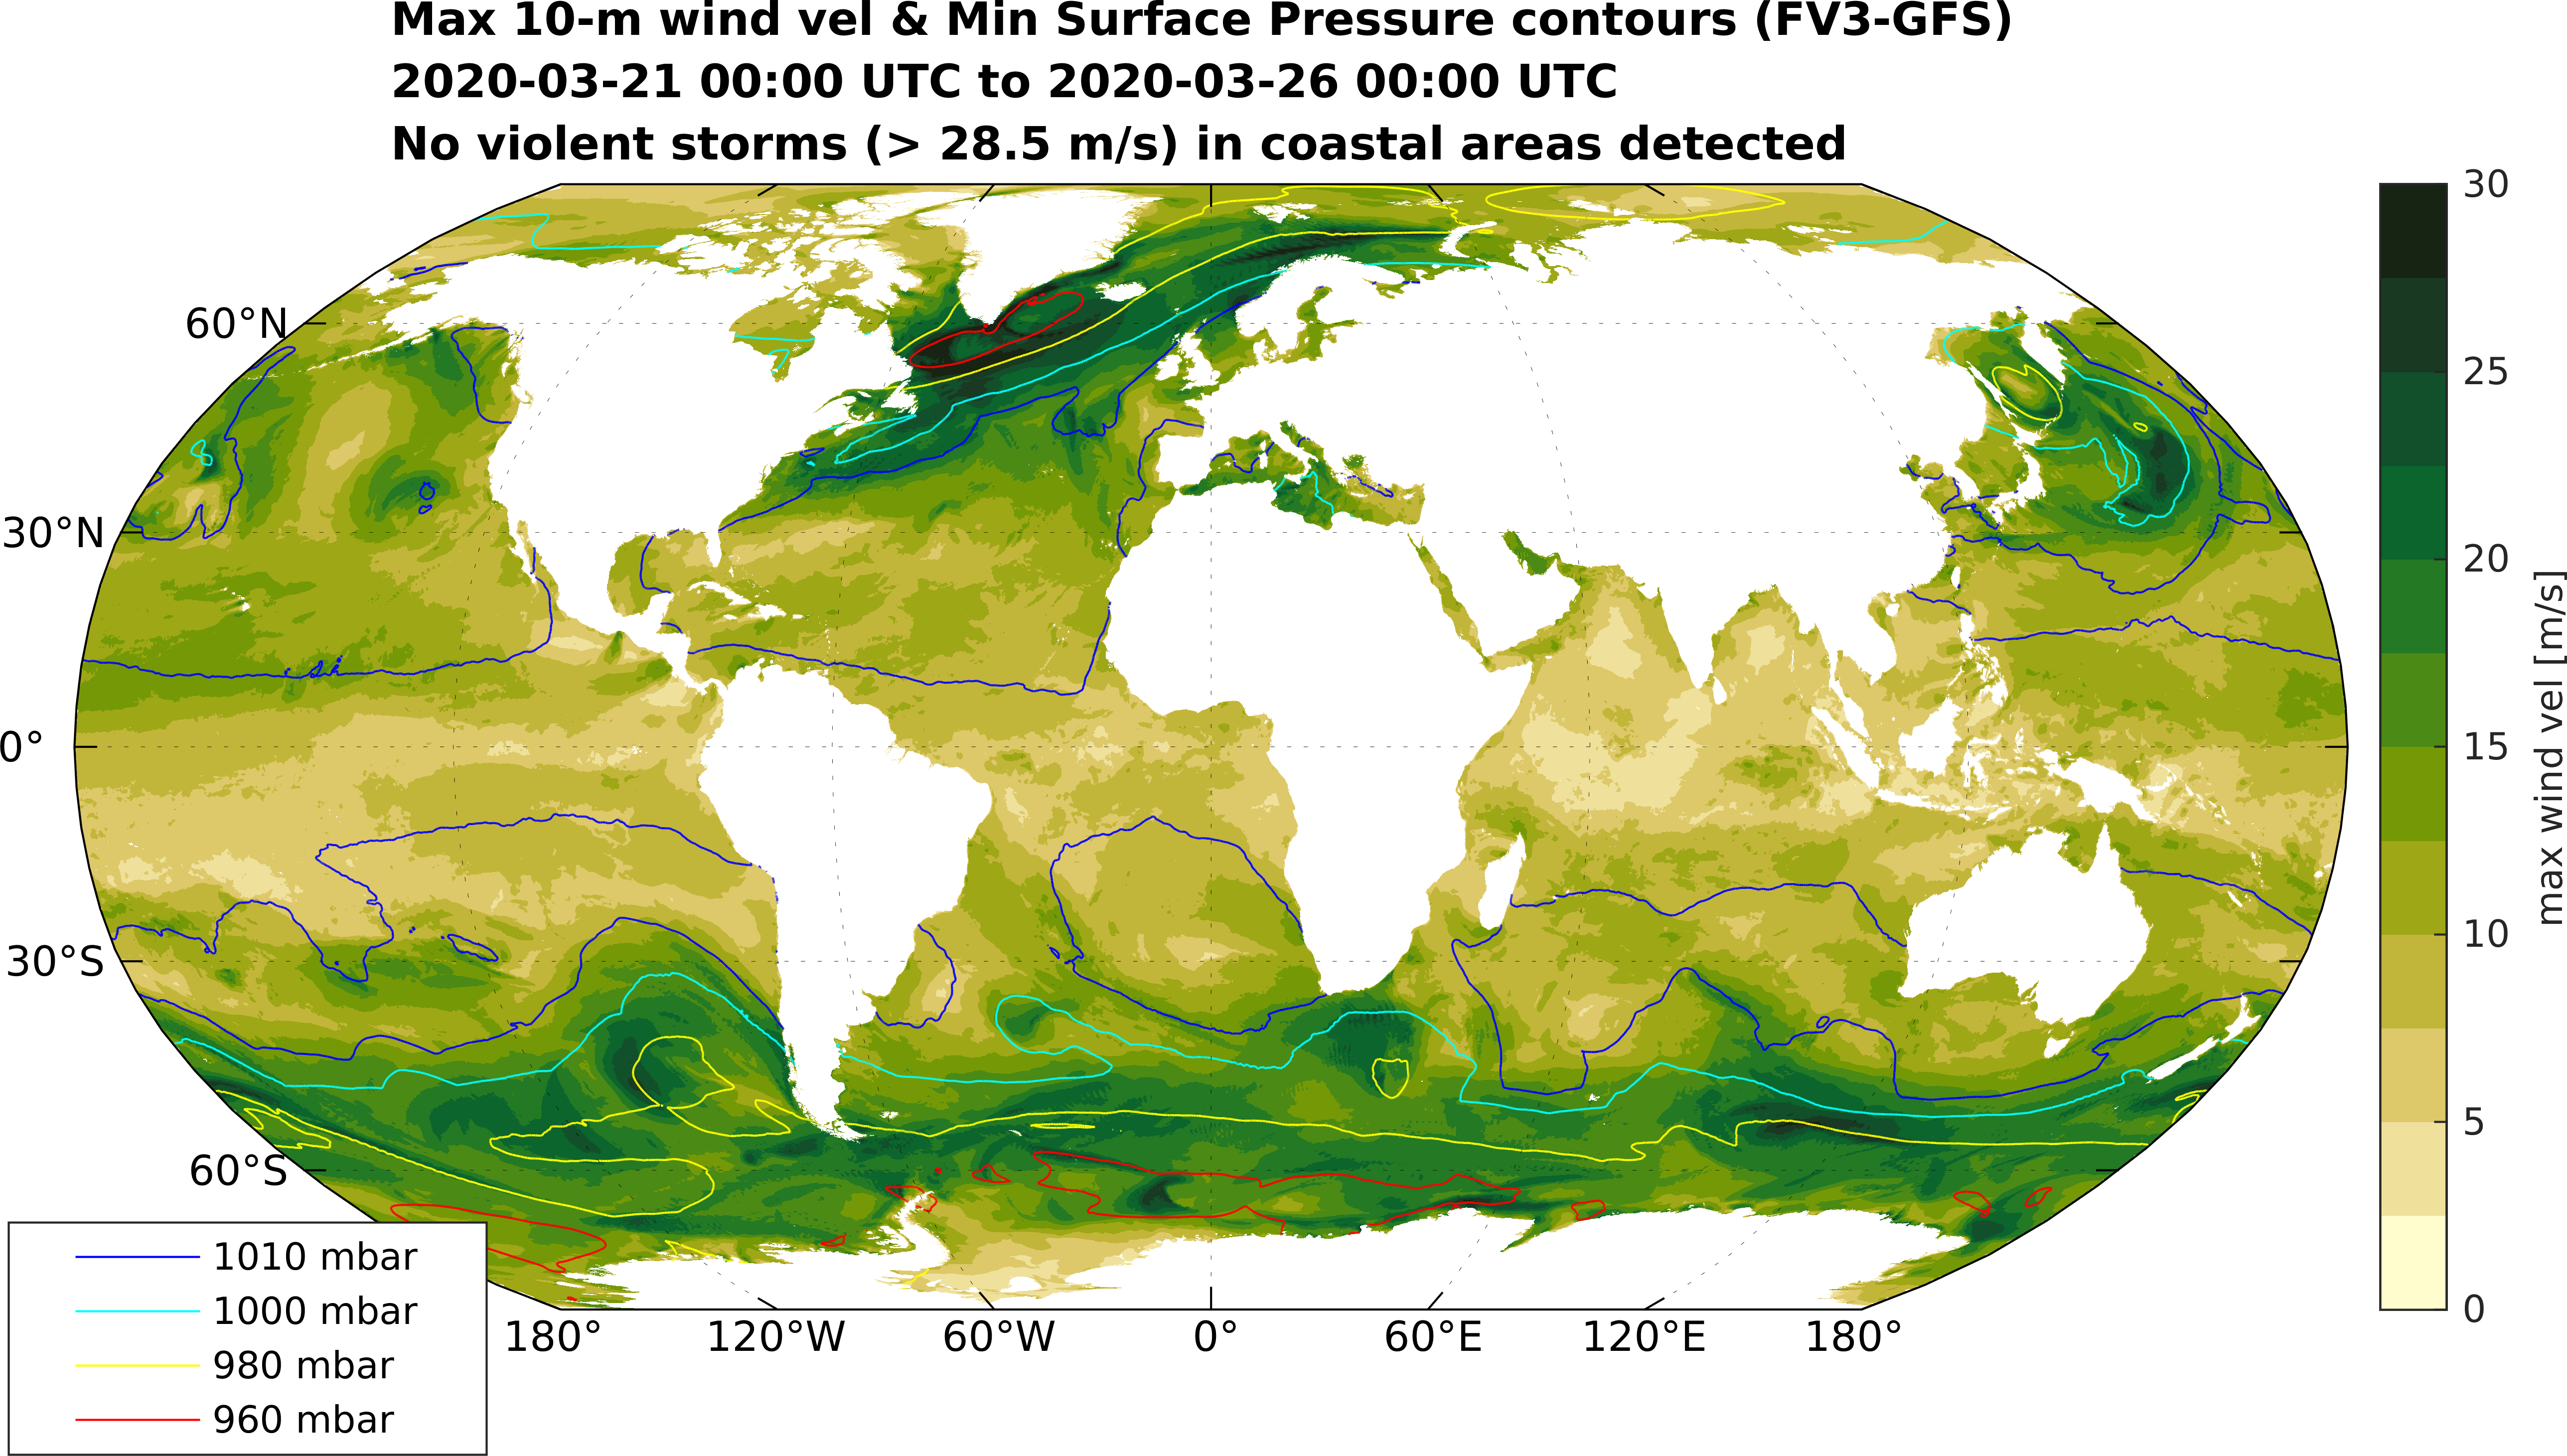 Max 10-m wind vel & Min Surface Pressure contours (FV3-GFS)
2020-03-21 00:00 UTC to 2020-03-26 00:00 UTC
No violent storms (> 28.5 m/s) in coastal areas detected
60°N
30°N
0°
30°S
60°S
180°
120°W
60°W
0°
60°E
120°E
180°
1010 mbar
1000 mbar
980 mbar
960 mbar
30
25
20
15
10
5
0
max wind vel [m/s]